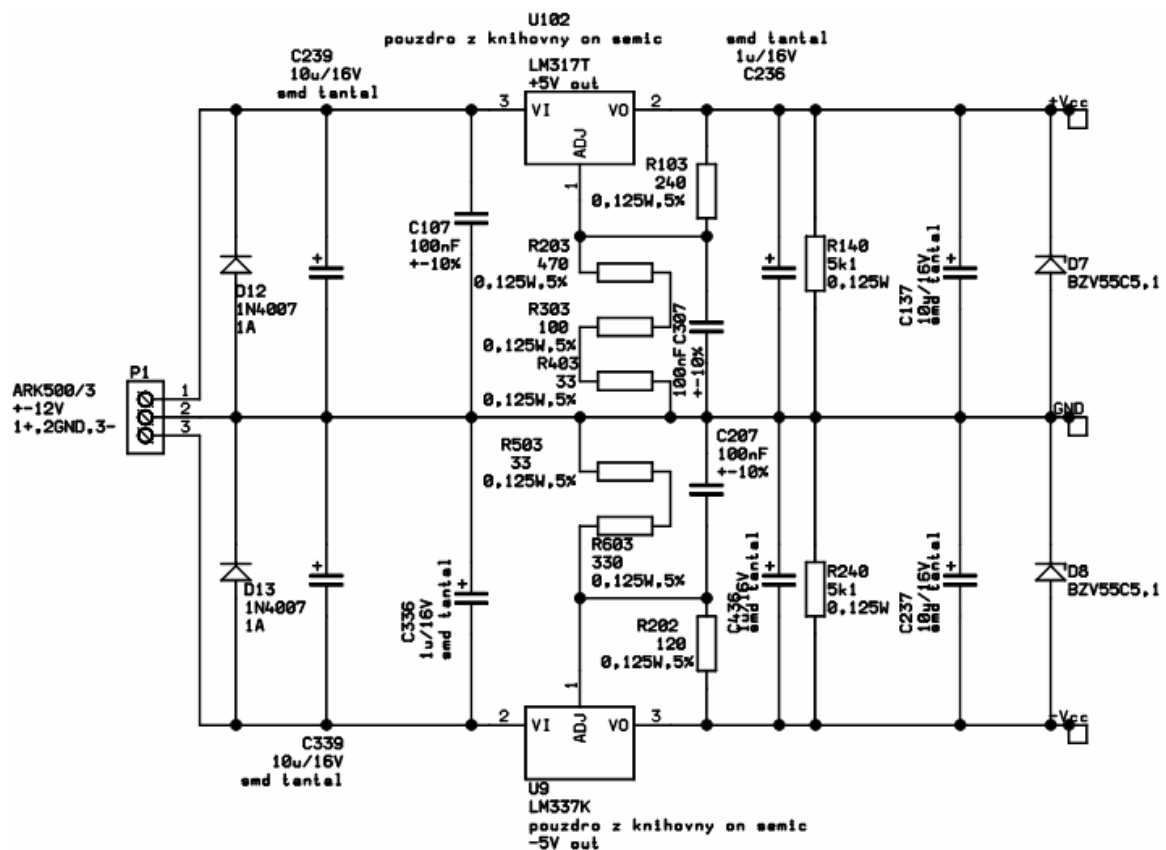 U102
pouzdro z knihovny on semic
LM317T
+5V out
smd tantal
1u/16V
C236
C239
10u/16V
smd tantal
3
VI
VO
2
ADJ
1
+Vcc
R103
240
0,125W,5%
C107
100nF
+-10%
R203
470
0,125W,5%
R303
100
0,125W,5%
R403
33
0,125W,5%
C307
100nF
+-10%
R140
5k1
0,125W
C137
10u/16V
smd tantal
D7
BZV55C5,1
D12
1N4007
1A
P1
ARK500/3
+-12V
1+,2GND,3-
1
2
3
GND
R503
33
0,125W,5%
C207
100nF
+-10%
R603
330
0,125W,5%
D13
1N4007
1A
C336
1u/16V
smd tantal
C436
1u/16V
smd tantal
R240
5k1
0,125W
C237
10u/16V
smd tantal
D8
BZV55C5,1
R202
120
0,125W,5%
1
2
VI
ADJ
VO
3
-Vcc
C339
10u/16V
smd tantal
U9
LM337K
pouzdro z knihovny on semic
-5V out